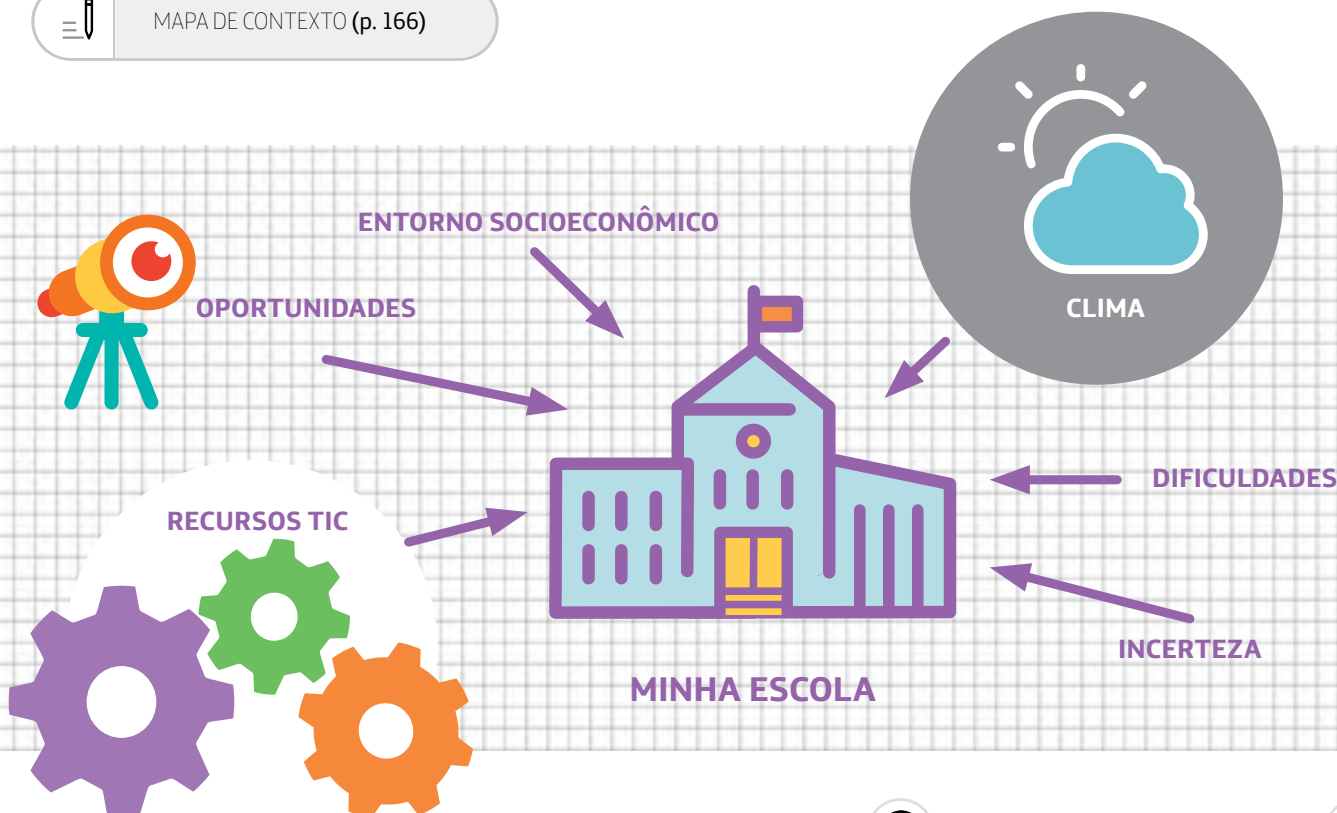 MAPA DE CONTEXTO (p. 166)
ENTORNO SOCIOECONÔMICO
OPORTUNIDADES
CLIMA
DIFICULDADES
RECURSOS TIC
INCERTEZA
MINHA ESCOLA